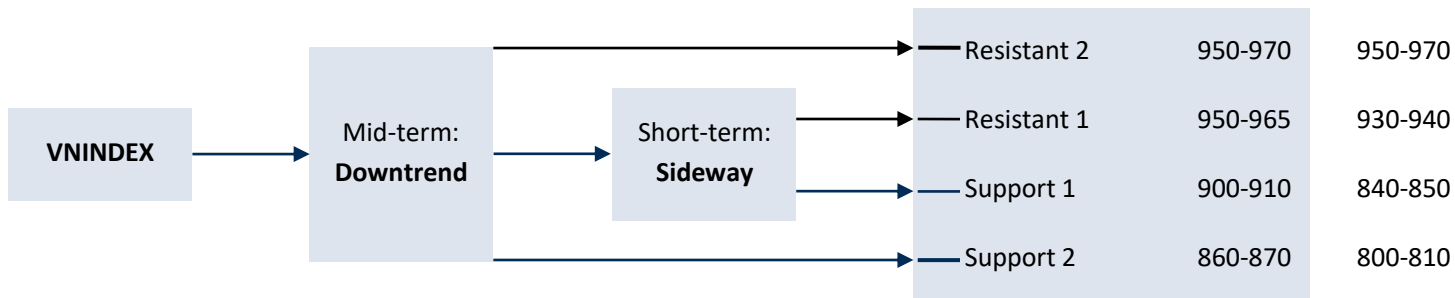 VNINDEX
Mid-term:
Downtrend
Short-term:
Sideway
Resistant 2 950-970 950-970
Resistant 1 950-965 930-940
Support 1 900-910 840-850
Support 2 860-870 800-810